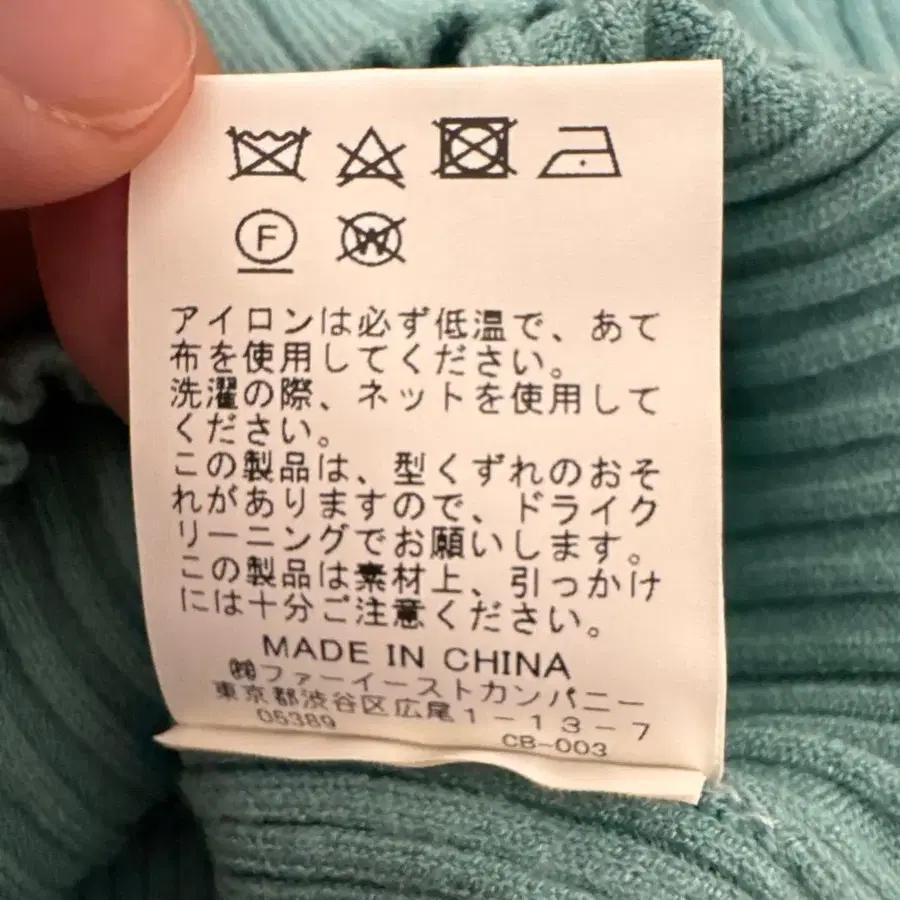 F
W
アイロンは必ず低温で、あて
布を使用してください。
洗濯の際、ネットを使用して
ください。
この製品は、型くずれのおそ
れがありますので、ドライク
リーニングでお願いします。
この製品は素材上、引っかけ
には十分ご注意ください。
MADE IN CHINA
㈱ファーイーストカンパニー
東京都渋谷区広尾1-13-7
05389
CB-003